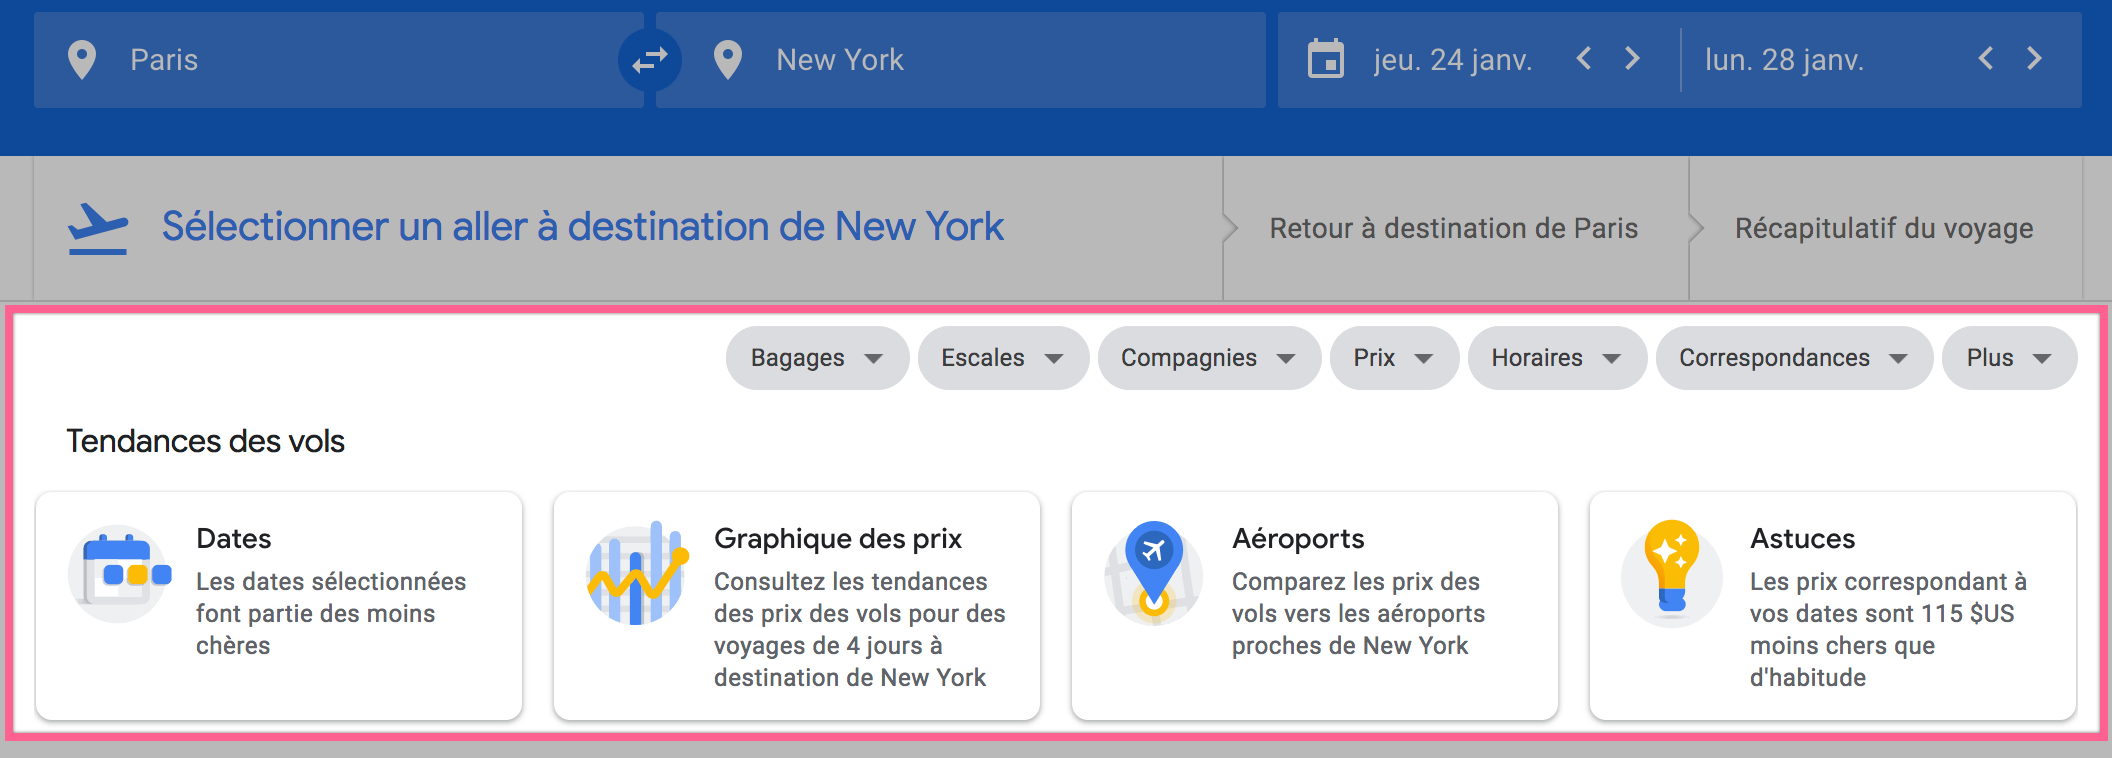 Paris
New York
jeu. 24 janv.
lun. 28 janv.
Sélectionner un aller à destination de New York
Retour à destination de Paris
Récapitulatif du voyage
Bagages
Escales
Compagnies
Prix
Horaires
Correspondances
Plus
Tendances des vols
Dates
Les dates sélectionnées
font partie des moins
chères
Graphique des prix
Consultez les tendances
des prix des vols pour des
voyages de 4 jours à
destination de New York
Aéroports
Comparez les prix des
vols vers les aéroports
proches de New York
Astuces
Les prix correspondant à
vos dates sont 115 $US
moins chers que
d'habitude